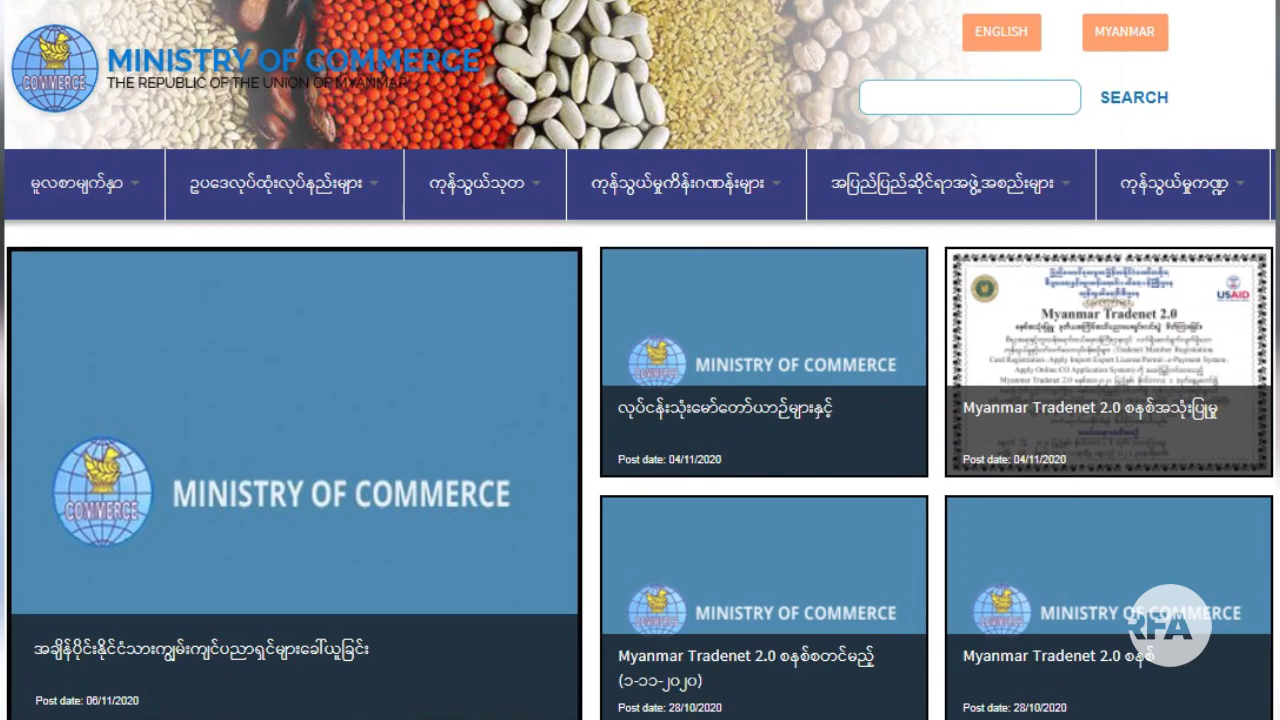 COMMERCE
MINISTRY OF COMMERCE
THE REPUBLIC OF THE UNION OF MYANMAR
ENGLISH
MYANMAR
SEARCH
မူလစာမျက်နှာ
ဥပဒေလုပ်ထုံးလုပ်နည်းများ
ကုန်သွယ်သုတ
ကုန်သွယ်မှုကိန်းဂဏန်းများ
အပြည်ပြည်ဆိုင်ရာအဖွဲ့အစည်းများ
ကုန်သွယ်မှုကဏ္ဍ
COMMERCE
MINISTRY OF COMMERCE
အချိန်ပိုင်းနိုင်ငံသားကျွမ်းကျင်ပညာရှင်များခေါ်ယူခြင်း
Post date: 06/11/2020
COMMERCE
MINISTRY OF COMMERCE
လုပ်ငန်းသုံးမော်တော်ယာဉ်များနှင့်
Post date: 04/11/2020
USAID
Myanmar Tradenet 2.0
Myanmar Tradenet 2.0 စနစ်အသုံးပြုမှု
Post date: 04/11/2020
COMMERCE
MINISTRY OF COMMERCE
Myanmar Tradenet 2.0 စနစ်စတင်မည့်
(၁-၁၁-၂၀၂၀)
Post date: 28/10/2020
COMMERCE
MINISTRY OF COMMERCE
RFA
Myanmar Tradenet 2.0 စနစ်
Post date: 28/10/2020